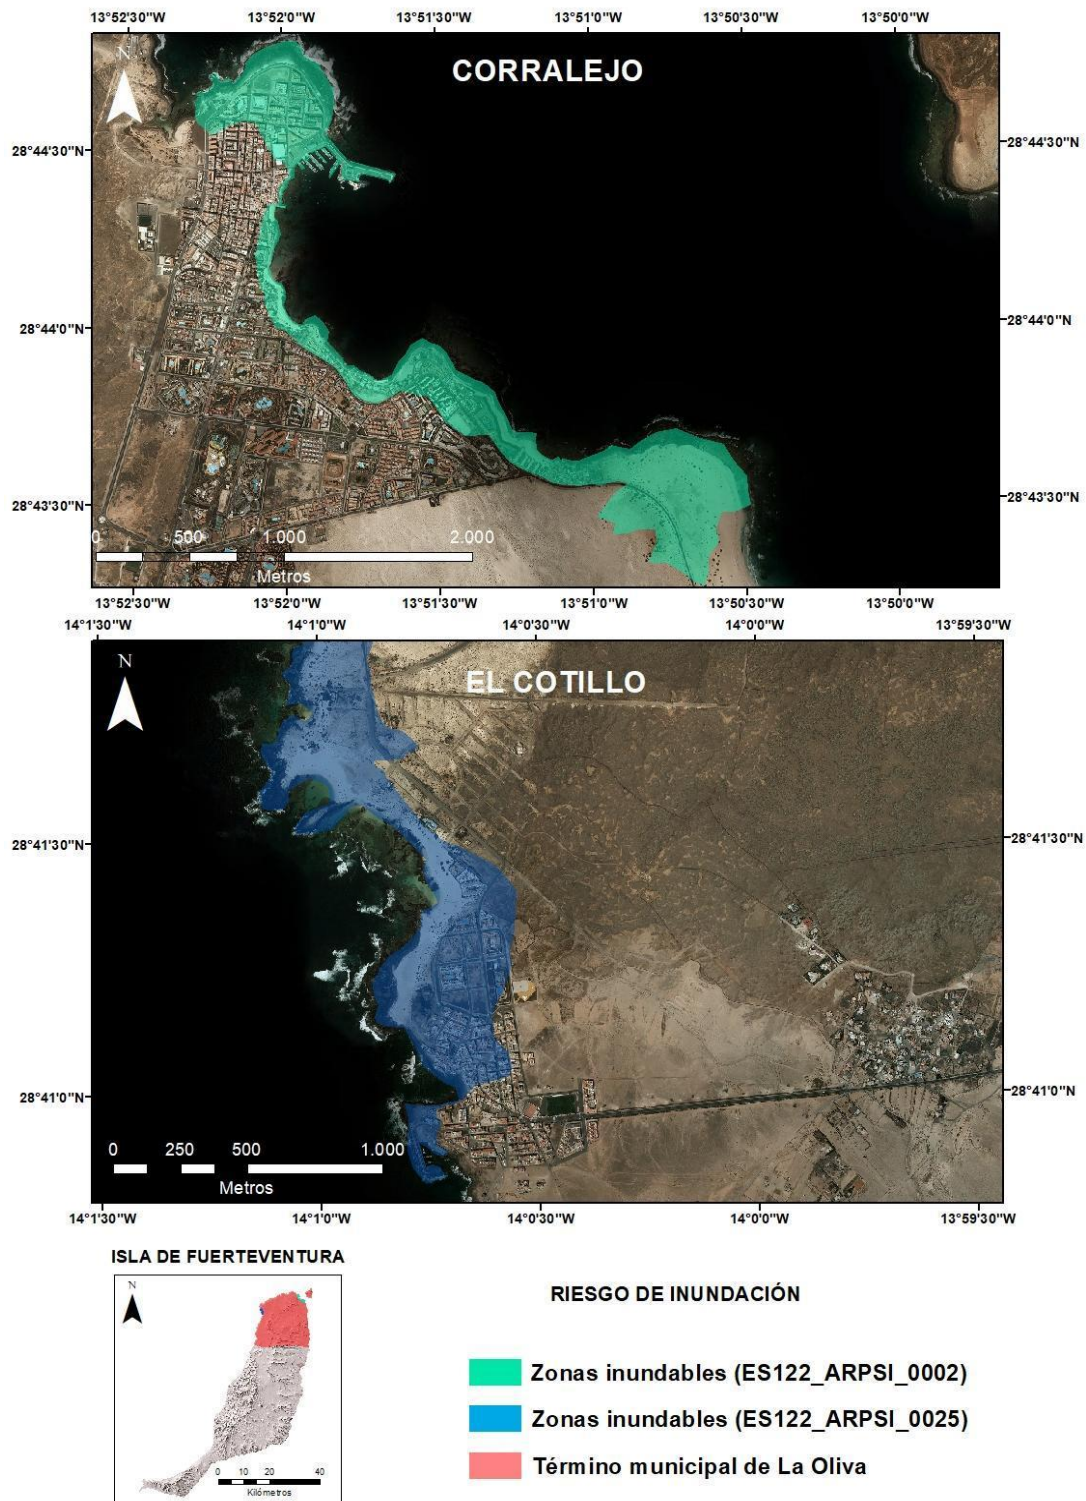 13°52'30"W 13°52'0"W 13°51'30"W 13°51'0"W 13°50'30"W 13°50'0"W
N
CORRALEJO
28°44'30"N 28°44'30"N
28°44'0"N 28°44'0"N
28°43'30"N 28°43'30"N
0 500 1.000 2.000
Metros
13°52'30"W 13°52'0"W 13°51'30"W 13°51'0"W 13°50'30"W 13°50'0"W
14°1'30"W 14°1'0"W 14°0'30"W 14°0'0"W 13°59'30"W
N
EL COTILLO
28°41'30"N 28°41'30"N
28°41'0"N 28°41'0"N
0 250 500 1.000
Metros
14°1'30"W 14°1'0"W 14°0'30"W 14°0'0"W 13°59'30"W
ISLA DE FUERTEVENTURA
N
0 10 20 40
Kilómetros
RIESGO DE INUNDACIÓN
Zonas inundables (ES122_ARPSI_0002)
Zonas inundables (ES122_ARPSI_0025)
Término municipal de La Oliva